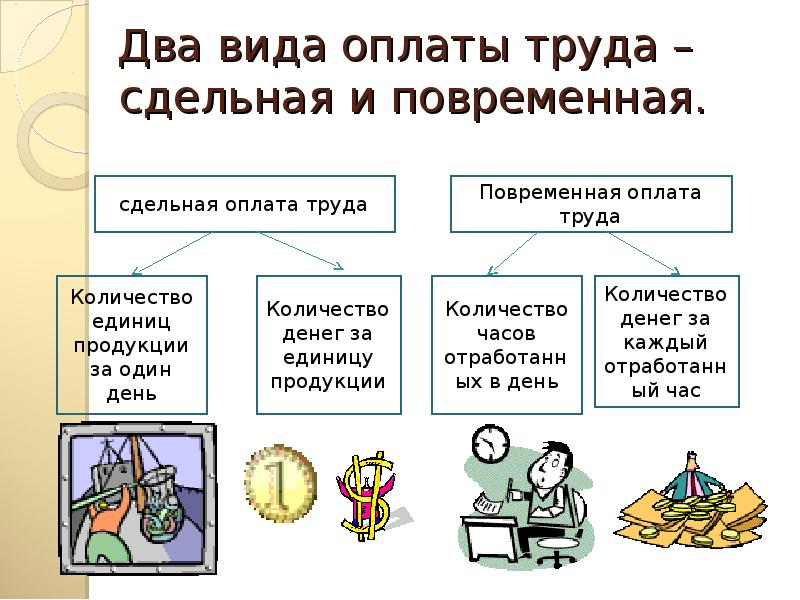 Два вида оплаты труда –
сдельная и повременная.
сдельная оплата труда
Повременная оплата
труда
Количество
единиц
продукции
за один
день
Количество
денег за
единицу
продукции
Количество
часов
отработанн
ых в день
Количество
денег за
каждый
отработанн
ый час
1